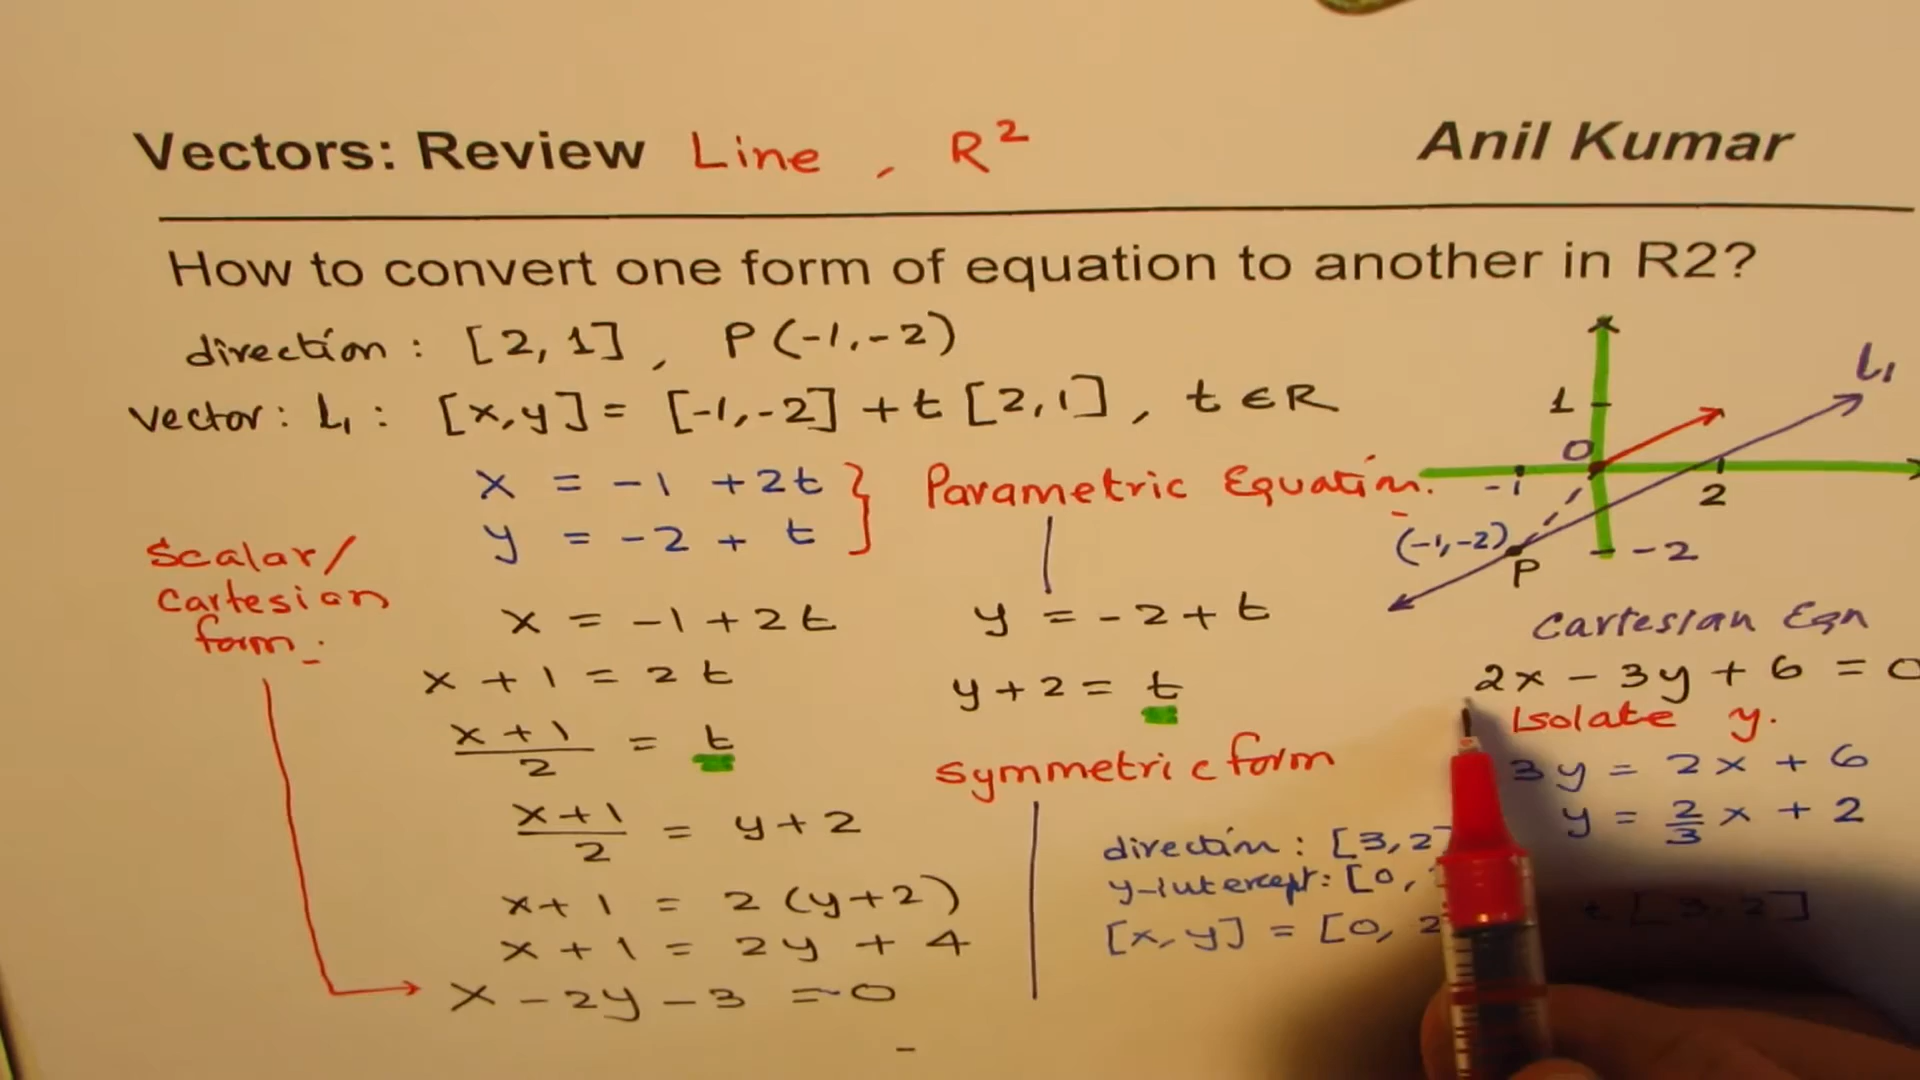 Vectors: Review Line, R²
Anil Kumar
How to convert one form of equation to another in R2?
direction: [2, 1], P(-1,-2)
Vector: L₁: [x,y] = [-1,-2] + t [2,1], t ∈ R
x = -1 + 2t
y = -2 + t
Parametric Equation.
Scalar/
Cartesian
form:
x = -1 + 2t
x + 1 = 2t
x+1/2 = t
x+1/2 = y+2
x+1 = 2(y+2)
x+1 = 2y + 4
x - 2y - 3 = 0
y = -2 + t
y+2 = t
Symmetric form
L₁
1
0
-1
2
(-1,-2)
P
-2
Cartesian Eqn
2x - 3y + 6 = 0
Isolate y.
3y = 2x + 6
y = 2/3 x + 2
direction: [3,2]
y-intercept: [0,
[x,y] = [0, 2 t[3,2]